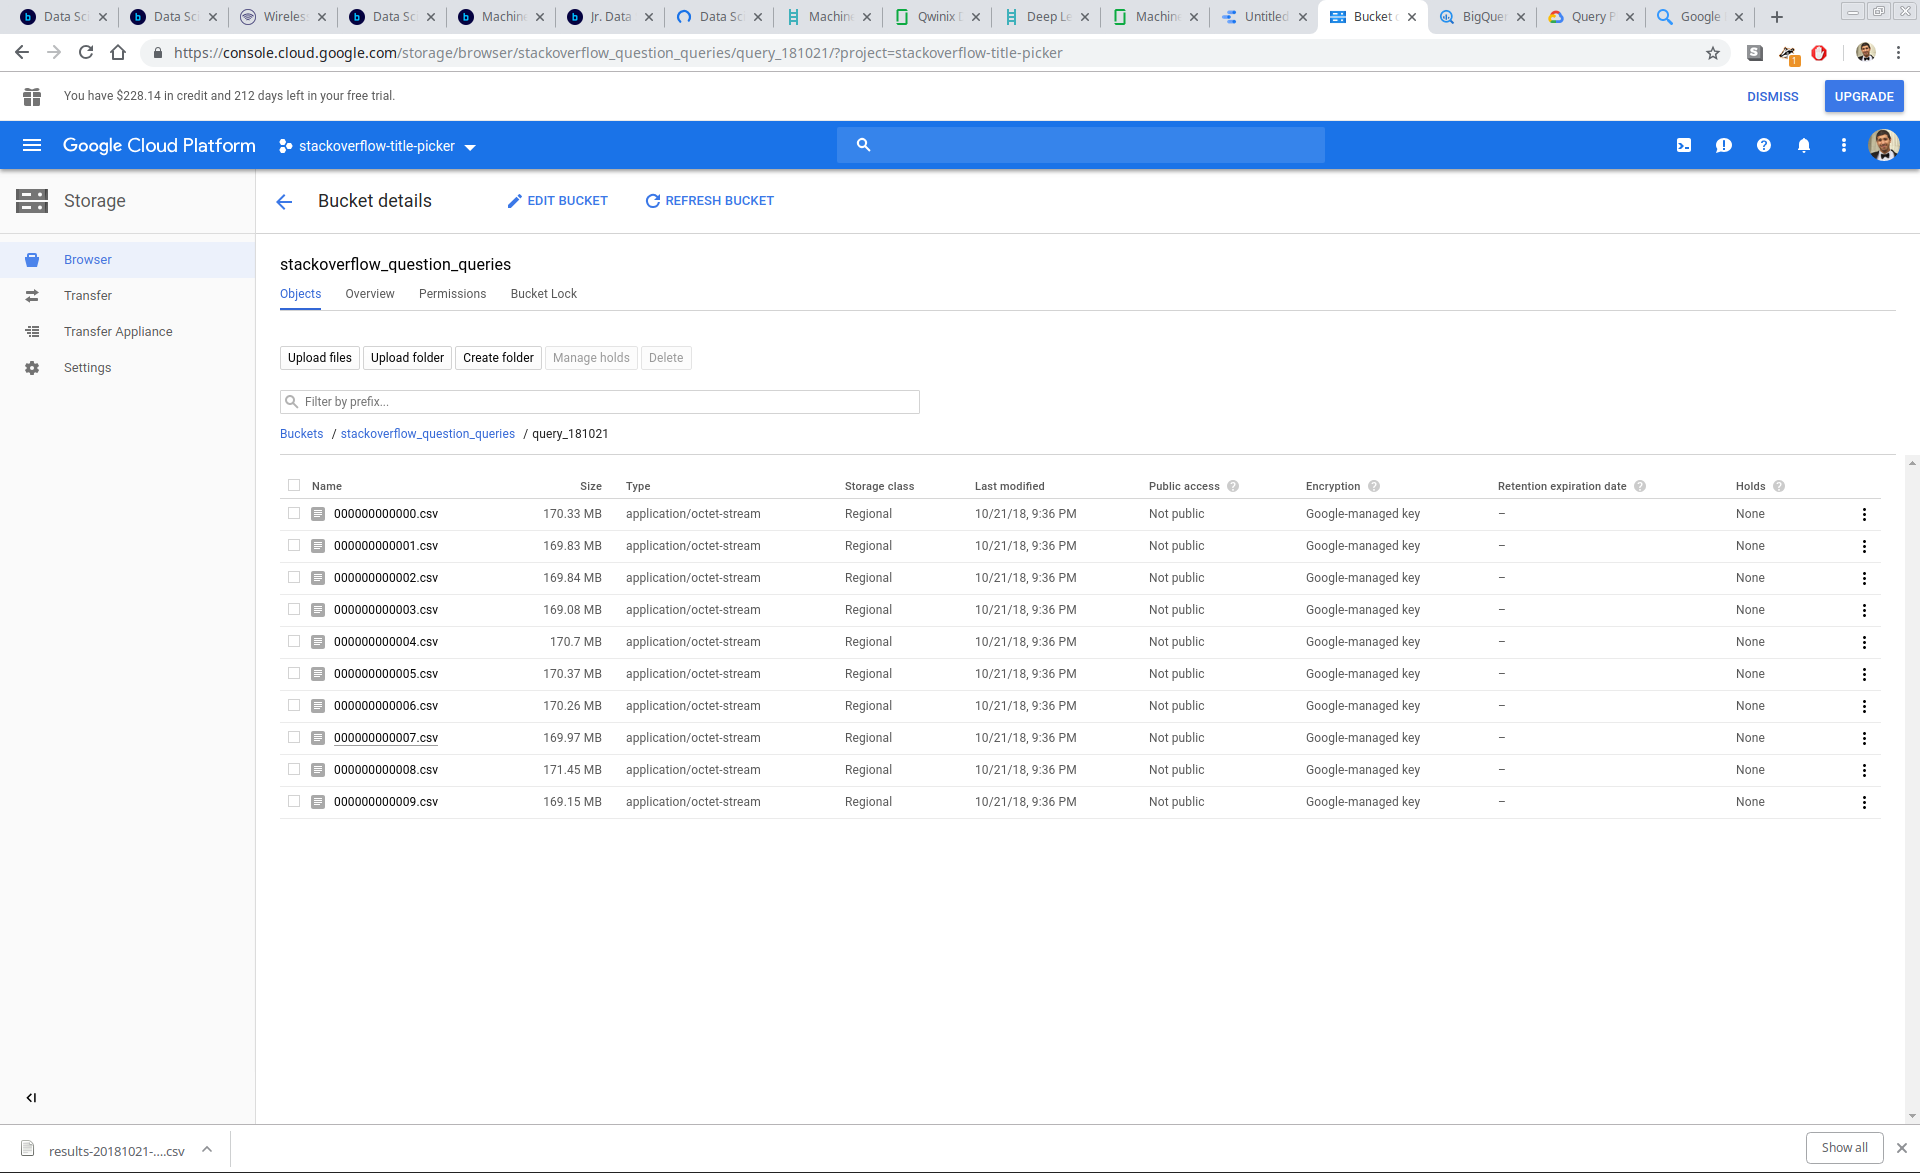 Data Sci
Data Sci
Wireles
Data Sci
Machine
Jr. Data
Data Sci
Machine
Qwinix
Deep Le
Machine
Untitled
Bucket
BigQuer
Query P
Google
https://console.cloud.google.com/storage/browser/stackoverflow_question_queries/query_181021/?project=stackoverflow-title-picker
S
1
You have $228.14 in credit and 212 days left in your free trial.
DISMISS
UPGRADE
Google Cloud Platform
stackoverflow-title-picker
Storage
Bucket details
EDIT BUCKET
REFRESH BUCKET
Browser
Transfer
Transfer Appliance
Settings
stackoverflow_question_queries
Objects Overview Permissions Bucket Lock
Upload files Upload folder Create folder Manage holds Delete
Filter by prefix...
Buckets / stackoverflow_question_queries / query_181021
Name Size Type Storage class Last modified Public access ? Encryption ? Retention expiration date ? Holds ?
000000000000.csv 170.33 MB application/octet-stream Regional 10/21/18, 9:36 PM Not public Google-managed key – None
000000000001.csv 169.83 MB application/octet-stream Regional 10/21/18, 9:36 PM Not public Google-managed key – None
000000000002.csv 169.84 MB application/octet-stream Regional 10/21/18, 9:36 PM Not public Google-managed key – None
000000000003.csv 169.08 MB application/octet-stream Regional 10/21/18, 9:36 PM Not public Google-managed key – None
000000000004.csv 170.7 MB application/octet-stream Regional 10/21/18, 9:36 PM Not public Google-managed key – None
000000000005.csv 170.37 MB application/octet-stream Regional 10/21/18, 9:36 PM Not public Google-managed key – None
000000000006.csv 170.26 MB application/octet-stream Regional 10/21/18, 9:36 PM Not public Google-managed key – None
000000000007.csv 169.97 MB application/octet-stream Regional 10/21/18, 9:36 PM Not public Google-managed key – None
000000000008.csv 171.45 MB application/octet-stream Regional 10/21/18, 9:36 PM Not public Google-managed key – None
000000000009.csv 169.15 MB application/octet-stream Regional 10/21/18, 9:36 PM Not public Google-managed key – None
results-20181021-....csv
Show all